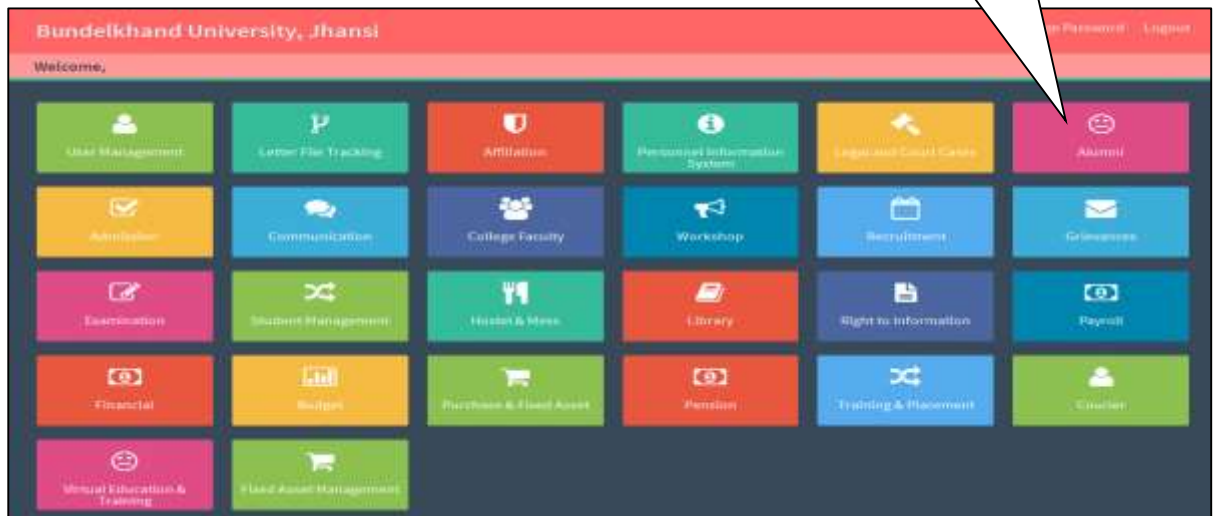 Bundelkhand University, Jhansi
Password Logout
Welcome,
User Management
Letter File Tracking
Affiliation
Personnel Information
System
Legal and Court Cases
Alumni
Admission
Communication
College Faculty
Workshop
Recruitment
Grievances
Examination
Student Management
Hostel & Mess
Library
Right to Information
Payroll
Financial
Budget
Purchase & Fixed Asset
Pension
Training & Placement
Courier
Virtual Education &
Training
Fixed Asset Management